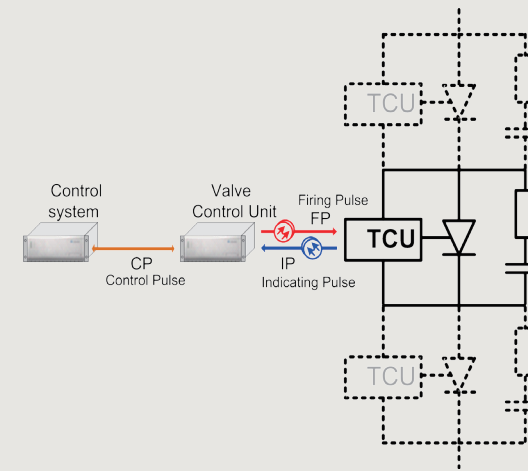 TCU
Control
system
Valve
Control Unit
Firing Pulse
FP
TCU
CP
Control Pulse
IP
Indicating Pulse
TCU